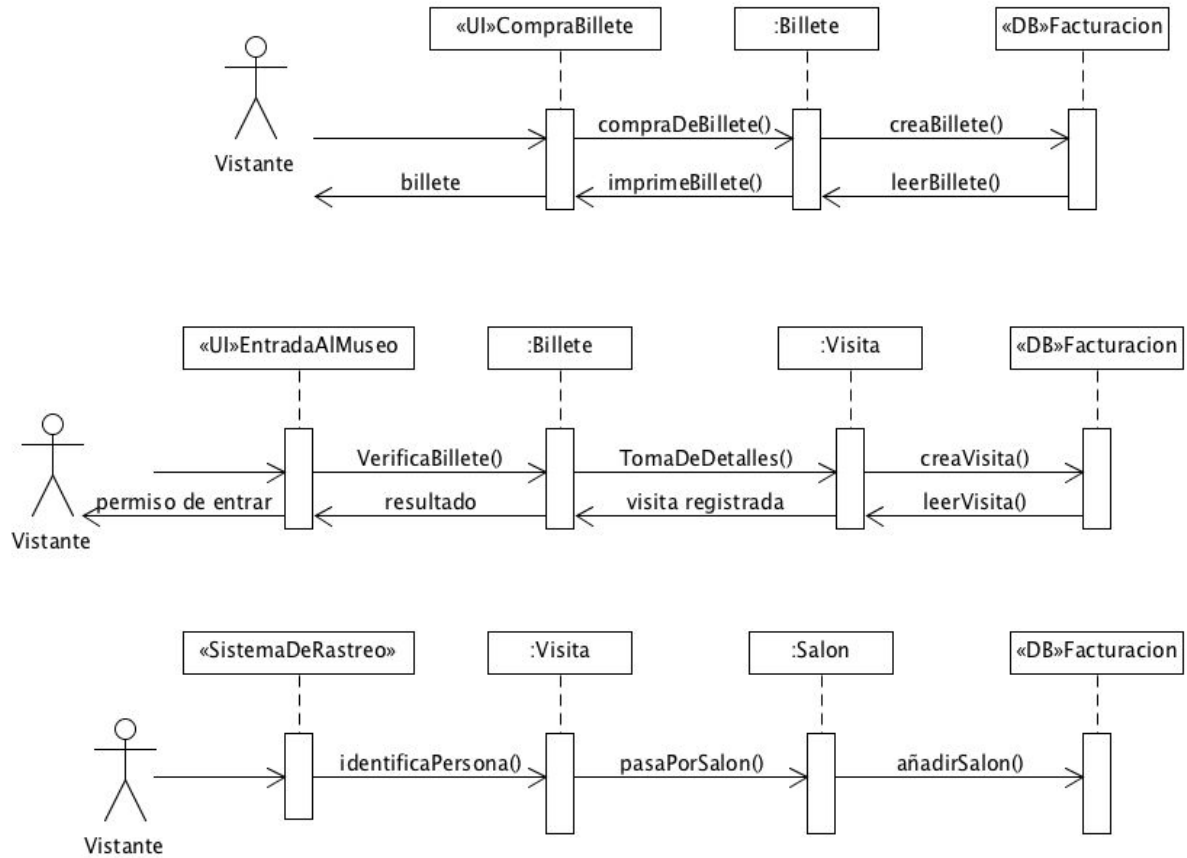 «UI»CompraBillete
:Billete
«DB»Facturacion
compraDeBillete()
creaBillete()
Vistante
billete
imprimeBillete()
leerBillete()
«UI»EntradaAlMuseo
:Billete
:Visita
«DB»Facturacion
VerificaBillete()
TomaDeDetalles()
creaVisita()
permiso de entrar
resultado
visita registrada
leerVisita()
Vistante
«SistemaDeRastreo»
:Visita
:Salon
«DB»Facturacion
identificaPersona()
pasaPorSalon()
añadirSalon()
Vistante